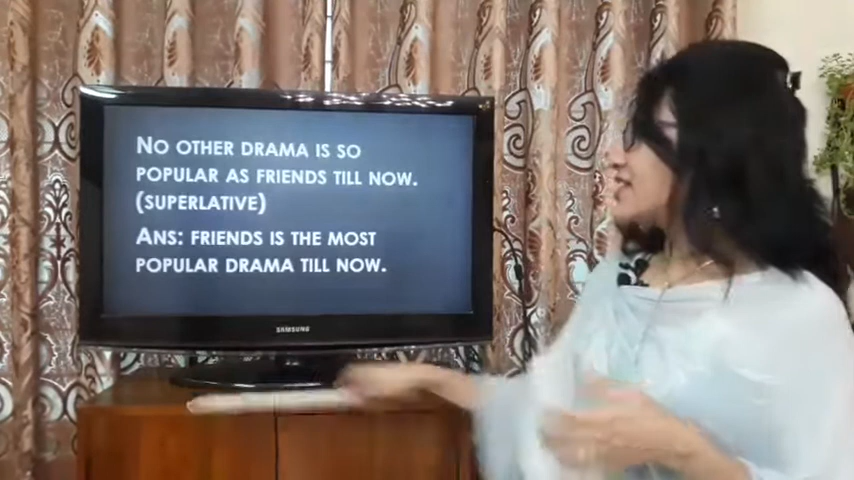 NO OTHER DRAMA IS SO
POPULAR AS FRIENDS TILL NOW.
(SUPERLATIVE)
ANS: FRIENDS IS THE MOST
POPULAR DRAMA TILL NOW.
SAMSUNG